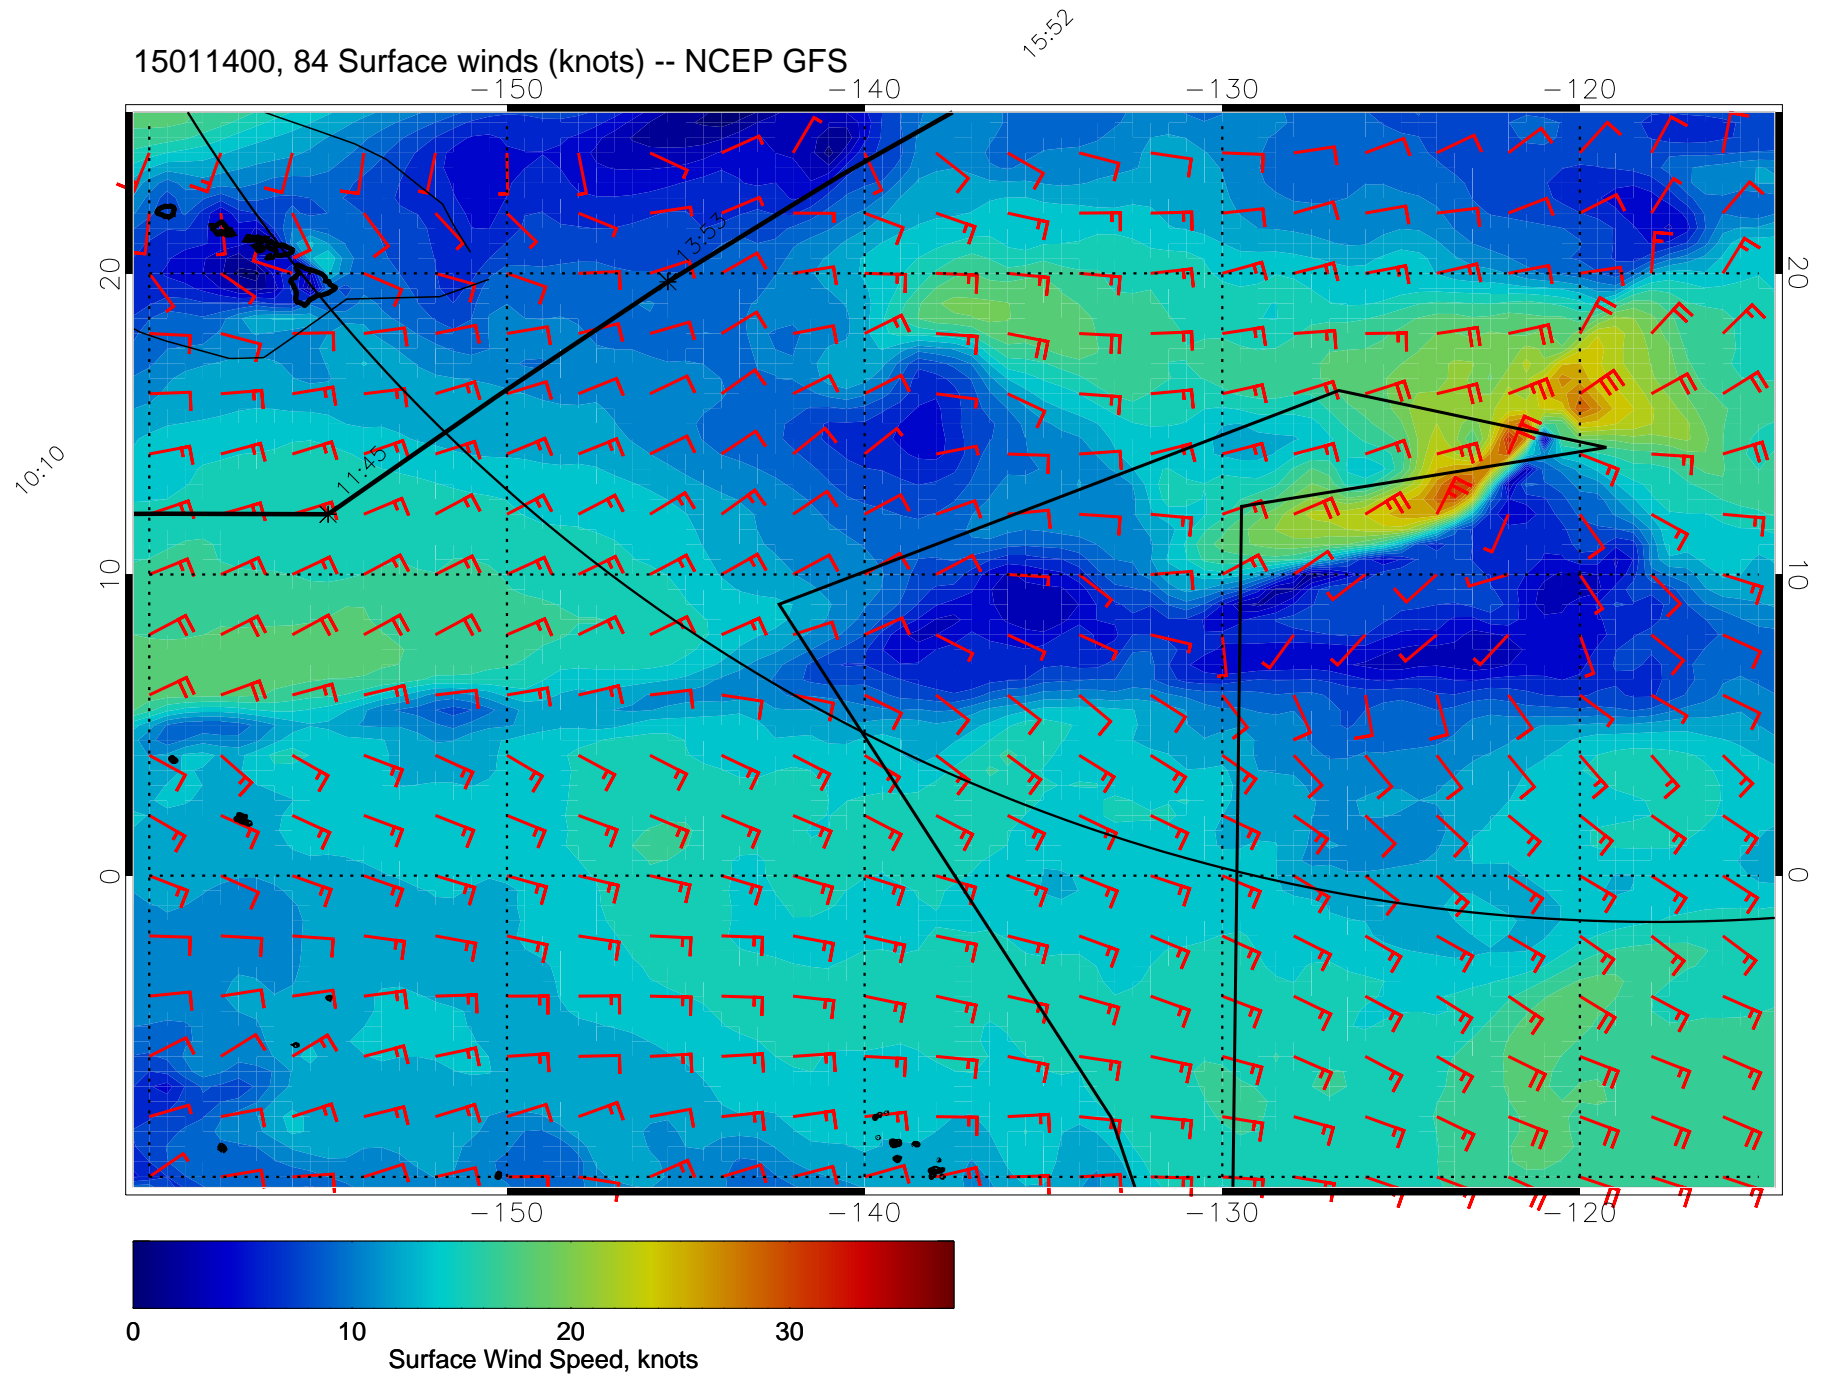 15:52
15011400, 84 Surface winds (knots) -- NCEP GFS
-150 -140 -130 -120
13:53
20 20
11:45
10:10
10 10
0 0
-150 -140 -130 -120
0 10 20 30
Surface Wind Speed, knots